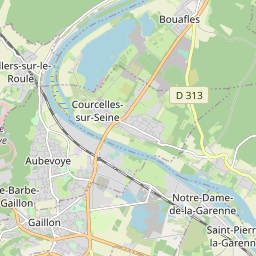 Bouafles
llers-sur-le-
Roule
D 313
Courcelles-
sur-Seine
Aubevoye
e-Barbe-
Gaillon
Gaillon
Notre-Dame-
de-la-Garenne
Saint-Pierr
la-Garenn